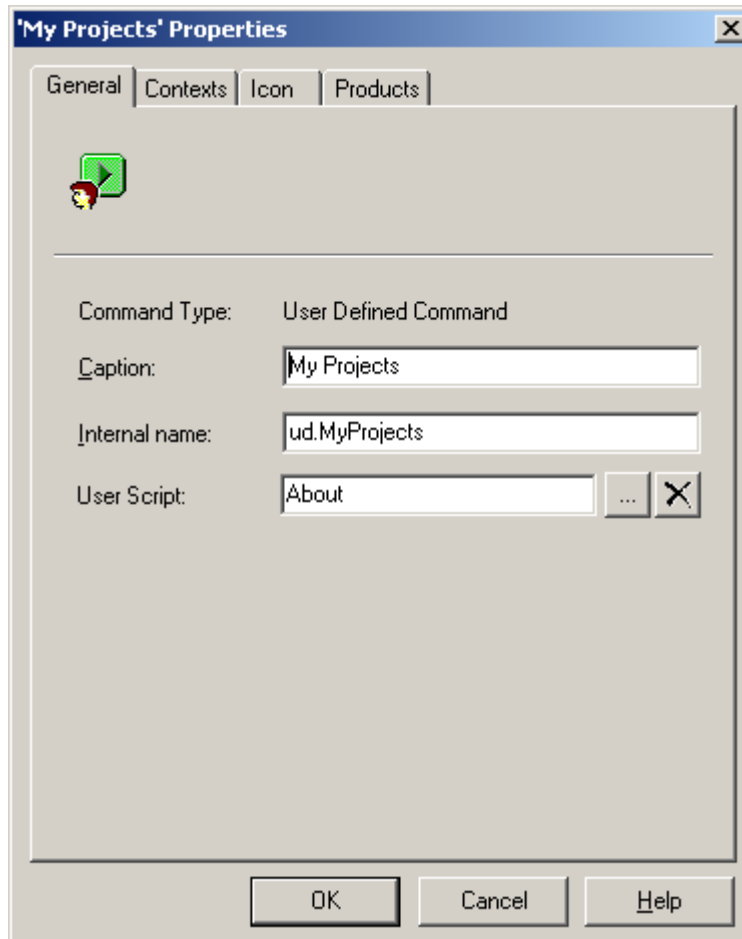 'My Projects' Properties
General Contexts Icon Products
Command Type: User Defined Command
Caption: My Projects
Internal name: ud.MyProjects
User Script: About ...
OK Cancel Help